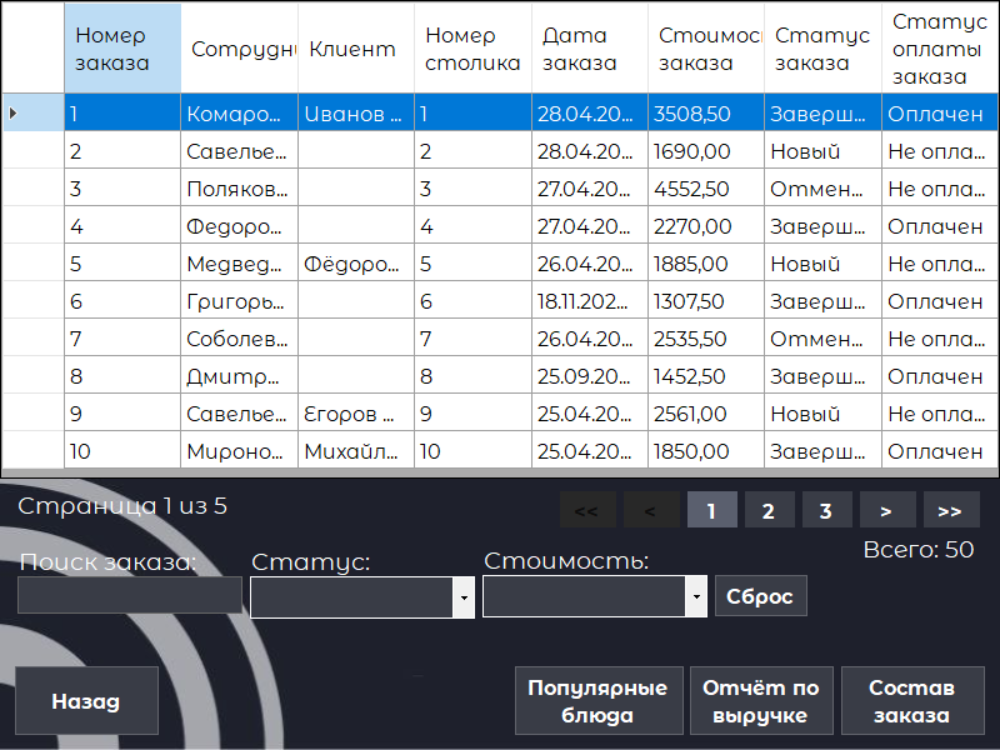 Номер заказа Сотрудн Клиент Номер столика Дата заказа Стоимос заказа Статус заказа Статус оплаты заказа
1 Комаро... Иванов ... 1 28.04.20... 3508,50 Заверш... Оплачен
2 Савелье... 2 28.04.20... 1690,00 Новый Не опла...
3 Поляков... 3 27.04.20... 4552,50 Отмен... Не опла...
4 Федоро... 4 27.04.20... 2270,00 Заверш... Оплачен
5 Медвед... Фёдоро... 5 26.04.20... 1885,00 Новый Не опла...
6 Григорь... 6 18.11.202... 1307,50 Заверш... Оплачен
7 Соболев... 7 26.04.20... 2535,50 Отмен... Не опла...
8 Дмитр... 8 25.09.20... 1452,50 Заверш... Оплачен
9 Савелье... Егоров ... 9 25.04.20... 2561,00 Новый Не опла...
10 Мироно... Михайл... 10 25.04.20... 1850,00 Заверш... Оплачен
Страница 1 из 5 << < 1 2 3 > >>
Всего: 50
Поиск заказа: Статус: Стоимость:
Сброс
Назад Популярные блюда Отчёт по выручке Состав заказа